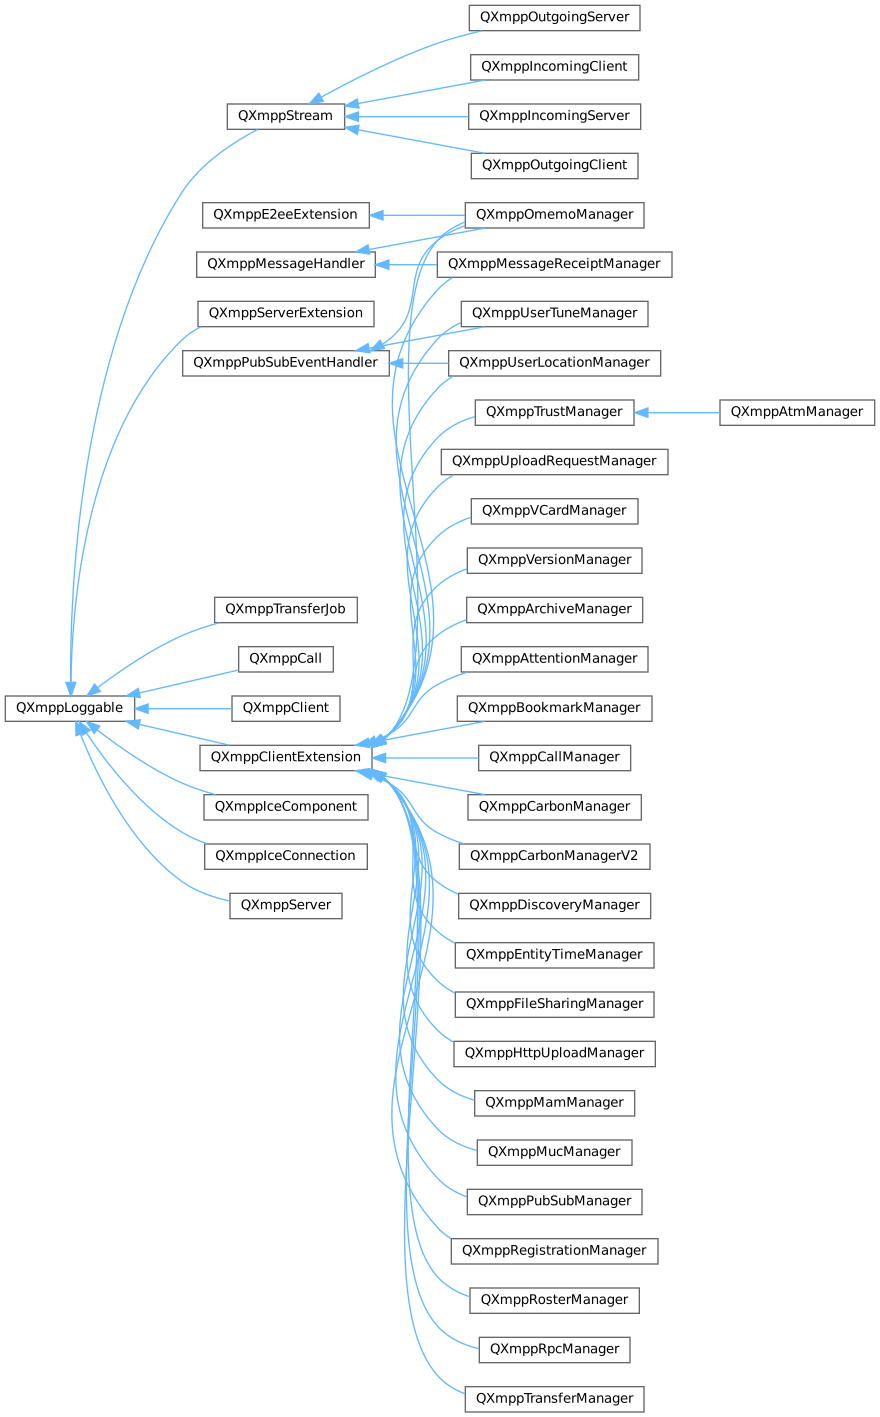 QXmppOutgoingServer
QXmppIncomingClient
QXmppStream
QXmppIncomingServer
QXmppOutgoingClient
QXmppE2eeExtension
QXmppOmemoManager
QXmppMessageHandler
QXmppMessageReceiptManager
QXmppServerExtension
QXmppUserTuneManager
QXmppPubSubEventHandler
QXmppUserLocationManager
QXmppTrustManager
QXmppAtmManager
QXmppUploadRequestManager
QXmppVCardManager
QXmppVersionManager
QXmppTransferJob
QXmppArchiveManager
QXmppCall
QXmppAttentionManager
QXmppLoggable
QXmppClient
QXmppBookmarkManager
QXmppClientExtension
QXmppCallManager
QXmppIceComponent
QXmppCarbonManager
QXmppIceConnection
QXmppCarbonManagerV2
QXmppServer
QXmppDiscoveryManager
QXmppEntityTimeManager
QXmppFileSharingManager
QXmppHttpUploadManager
QXmppMamManager
QXmppMucManager
QXmppPubSubManager
QXmppRegistrationManager
QXmppRosterManager
QXmppRpcManager
QXmppTransferManager